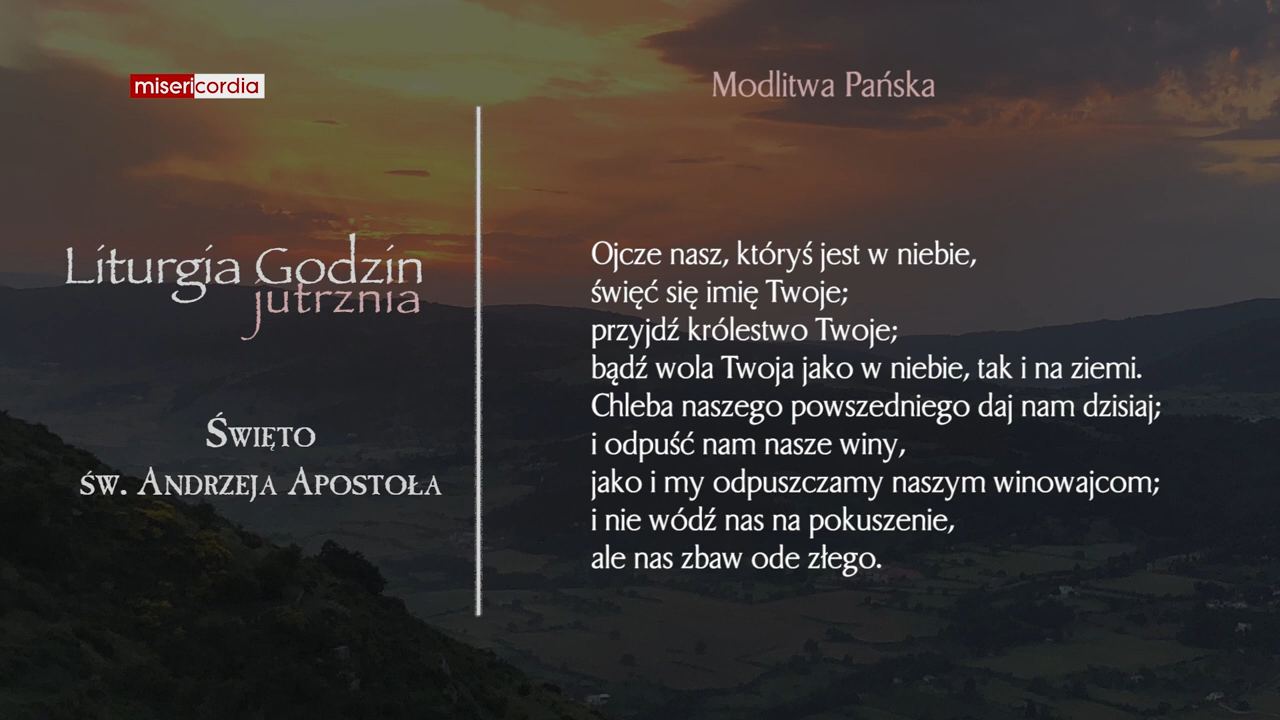 misericordia
Liturgia Godzin
jutrznia
Święto
św. Andrzeja Apostoła
Modlitwa Pańska
Ojcze nasz, któryś jest w niebie,
święć się imię Twoje;
przyjdź królestwo Twoje;
bądź wola Twoja jako w niebie, tak i na ziemi.
Chleba naszego powszedniego daj nam dzisiaj;
i odpuść nam nasze winy,
jako i my odpuszczamy naszym winowajcom;
i nie wódź nas na pokuszenie,
ale nas zbaw ode złego.